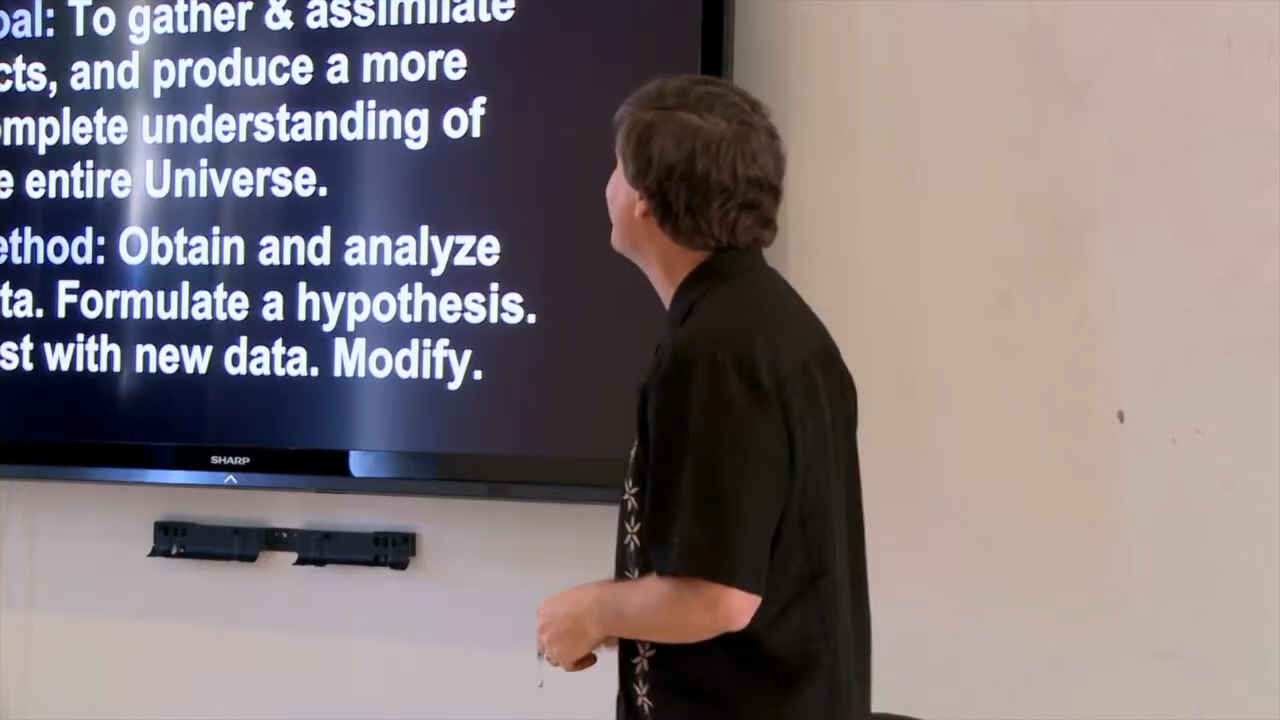 oal: To gather & assimilate
cts, and produce a more
omplete understanding of
e entire Universe.
ethod: Obtain and analyze
ta. Formulate a hypothesis.
st with new data. Modify.
SHARP